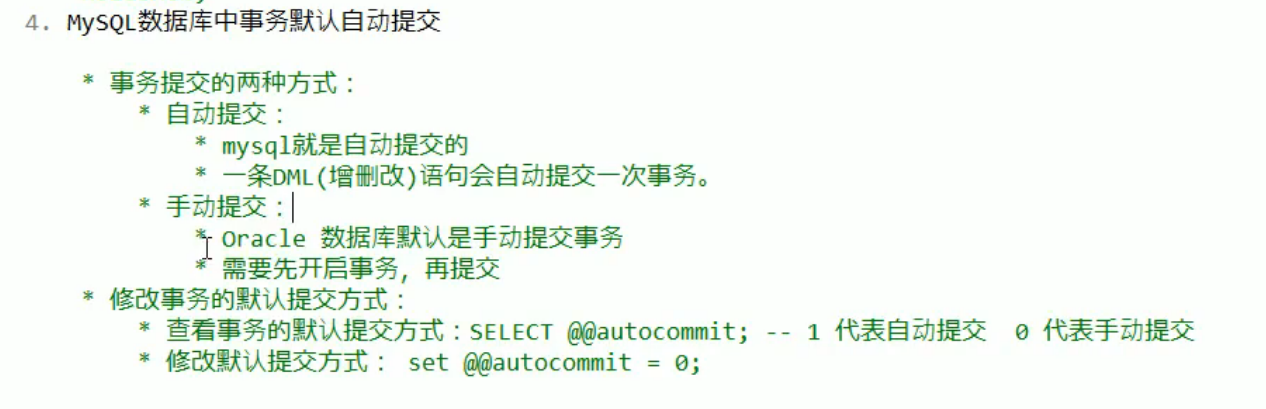 4. MySQL数据库中事务默认自动提交
* 事务提交的两种方式：
* 自动提交：
* mysql就是自动提交的
* 一条DML(增删改)语句会自动提交一次事务。
* 手动提交：
* Oracle 数据库默认是手动提交事务
* 需要先开启事务，再提交
* 修改事务的默认提交方式：
* 查看事务的默认提交方式：SELECT @@autocommit; -- 1 代表自动提交  0 代表手动提交
* 修改默认提交方式： set @@autocommit = 0;